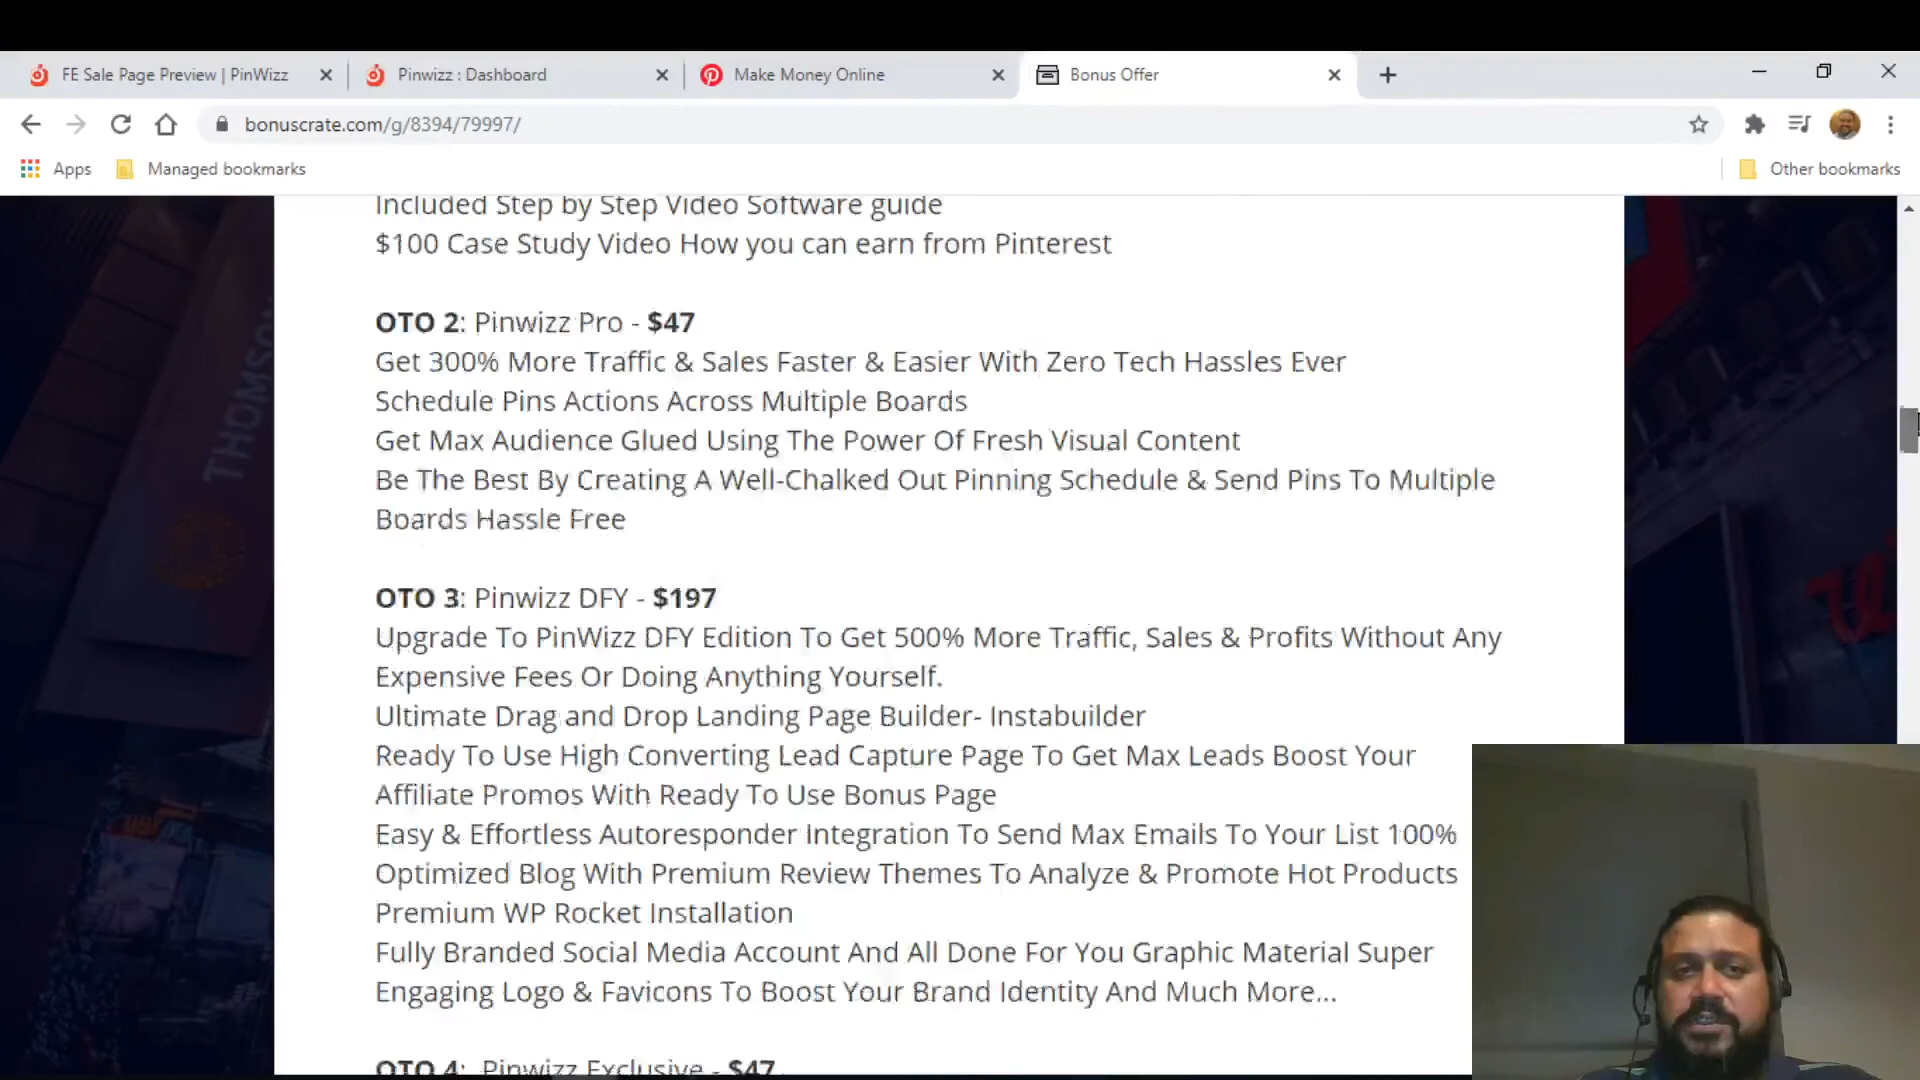 FE Sale Page Preview | PinWizz
Pinwizz : Dashboard
Make Money Online
Bonus Offer
bonuscrate.com/g/8394/79997/
Apps
Managed bookmarks
Other bookmarks
Included Step by Step Video Software guide
$100 Case Study Video How you can earn from Pinterest
OTO 2: Pinwizz Pro - $47
Get 300% More Traffic & Sales Faster & Easier With Zero Tech Hassles Ever
Schedule Pins Actions Across Multiple Boards
Get Max Audience Glued Using The Power Of Fresh Visual Content
Be The Best By Creating A Well-Chalked Out Pinning Schedule & Send Pins To Multiple
Boards Hassle Free
OTO 3: Pinwizz DFY - $197
Upgrade To PinWizz DFY Edition To Get 500% More Traffic, Sales & Profits Without Any
Expensive Fees Or Doing Anything Yourself.
Ultimate Drag and Drop Landing Page Builder- Instabuilder
Ready To Use High Converting Lead Capture Page To Get Max Leads Boost Your
Affiliate Promos With Ready To Use Bonus Page
Easy & Effortless Autoresponder Integration To Send Max Emails To Your List 100%
Optimized Blog With Premium Review Themes To Analyze & Promote Hot Products
Premium WP Rocket Installation
Fully Branded Social Media Account And All Done For You Graphic Material Super
Engaging Logo & Favicons To Boost Your Brand Identity And Much More...
OTO 4: Pinwizz Exclusive - $47
THOMSON